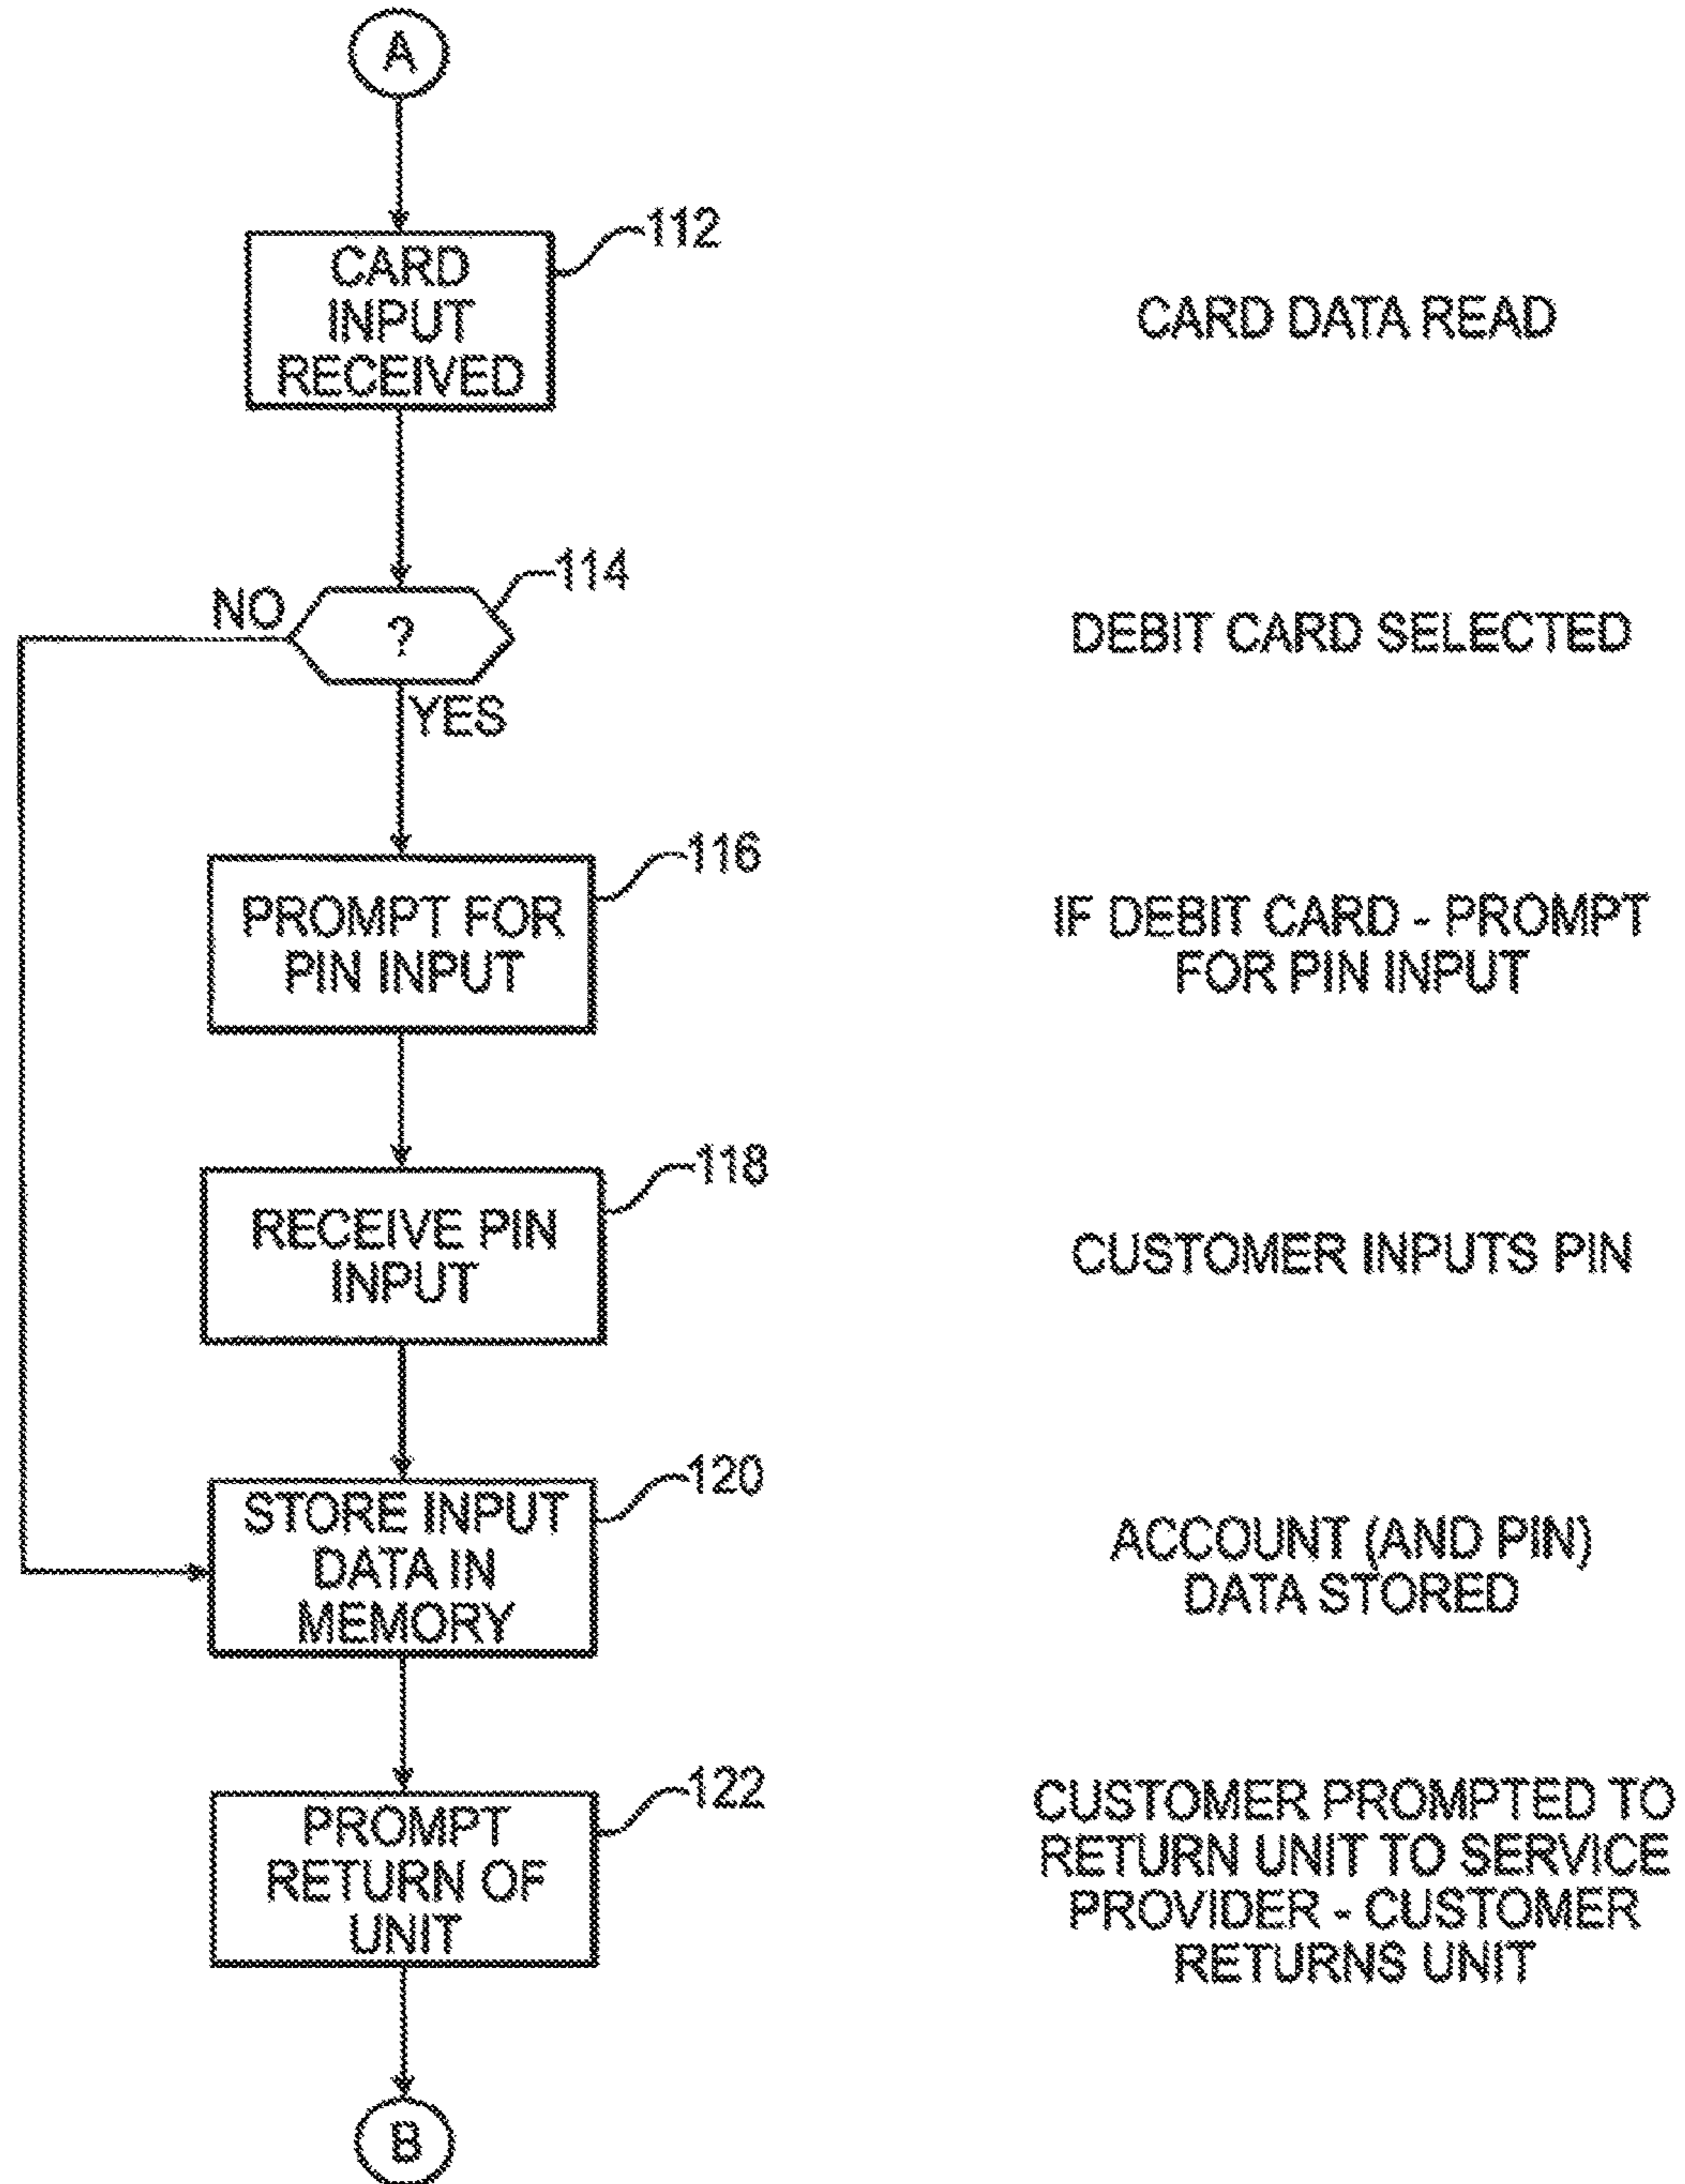 A
112
CARD
INPUT
RECEIVED
CARD DATA READ
114
NO
?
DEBIT CARD SELECTED
YES
116
PROMPT FOR
PIN INPUT
IF DEBIT CARD - PROMPT
FOR PIN INPUT
118
RECEIVE PIN
INPUT
CUSTOMER INPUTS PIN
120
STORE INPUT
DATA IN
MEMORY
ACCOUNT (AND PIN)
DATA STORED
122
PROMPT
RETURN OF
UNIT
CUSTOMER PROMPTED TO
RETURN UNIT TO SERVICE
PROVIDER - CUSTOMER
RETURNS UNIT
B